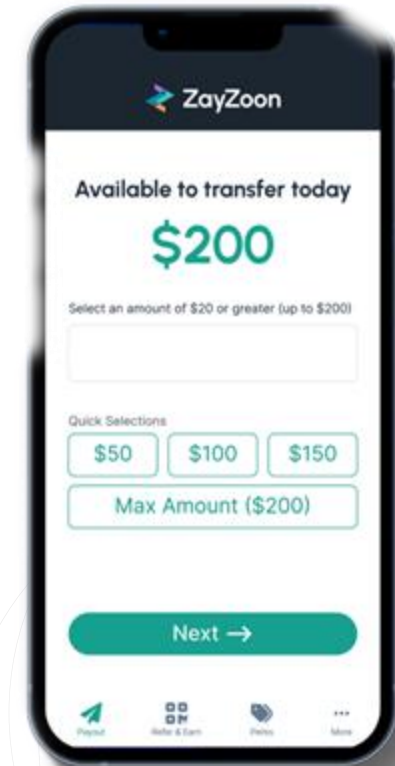 ZayZoon
Available to transfer today
$200
Select an amount of $20 or greater (up to $200)
Quick Selections
$50 $100 $150
Max Amount ($200)
Next →
Payout Refer & Earn Perks More